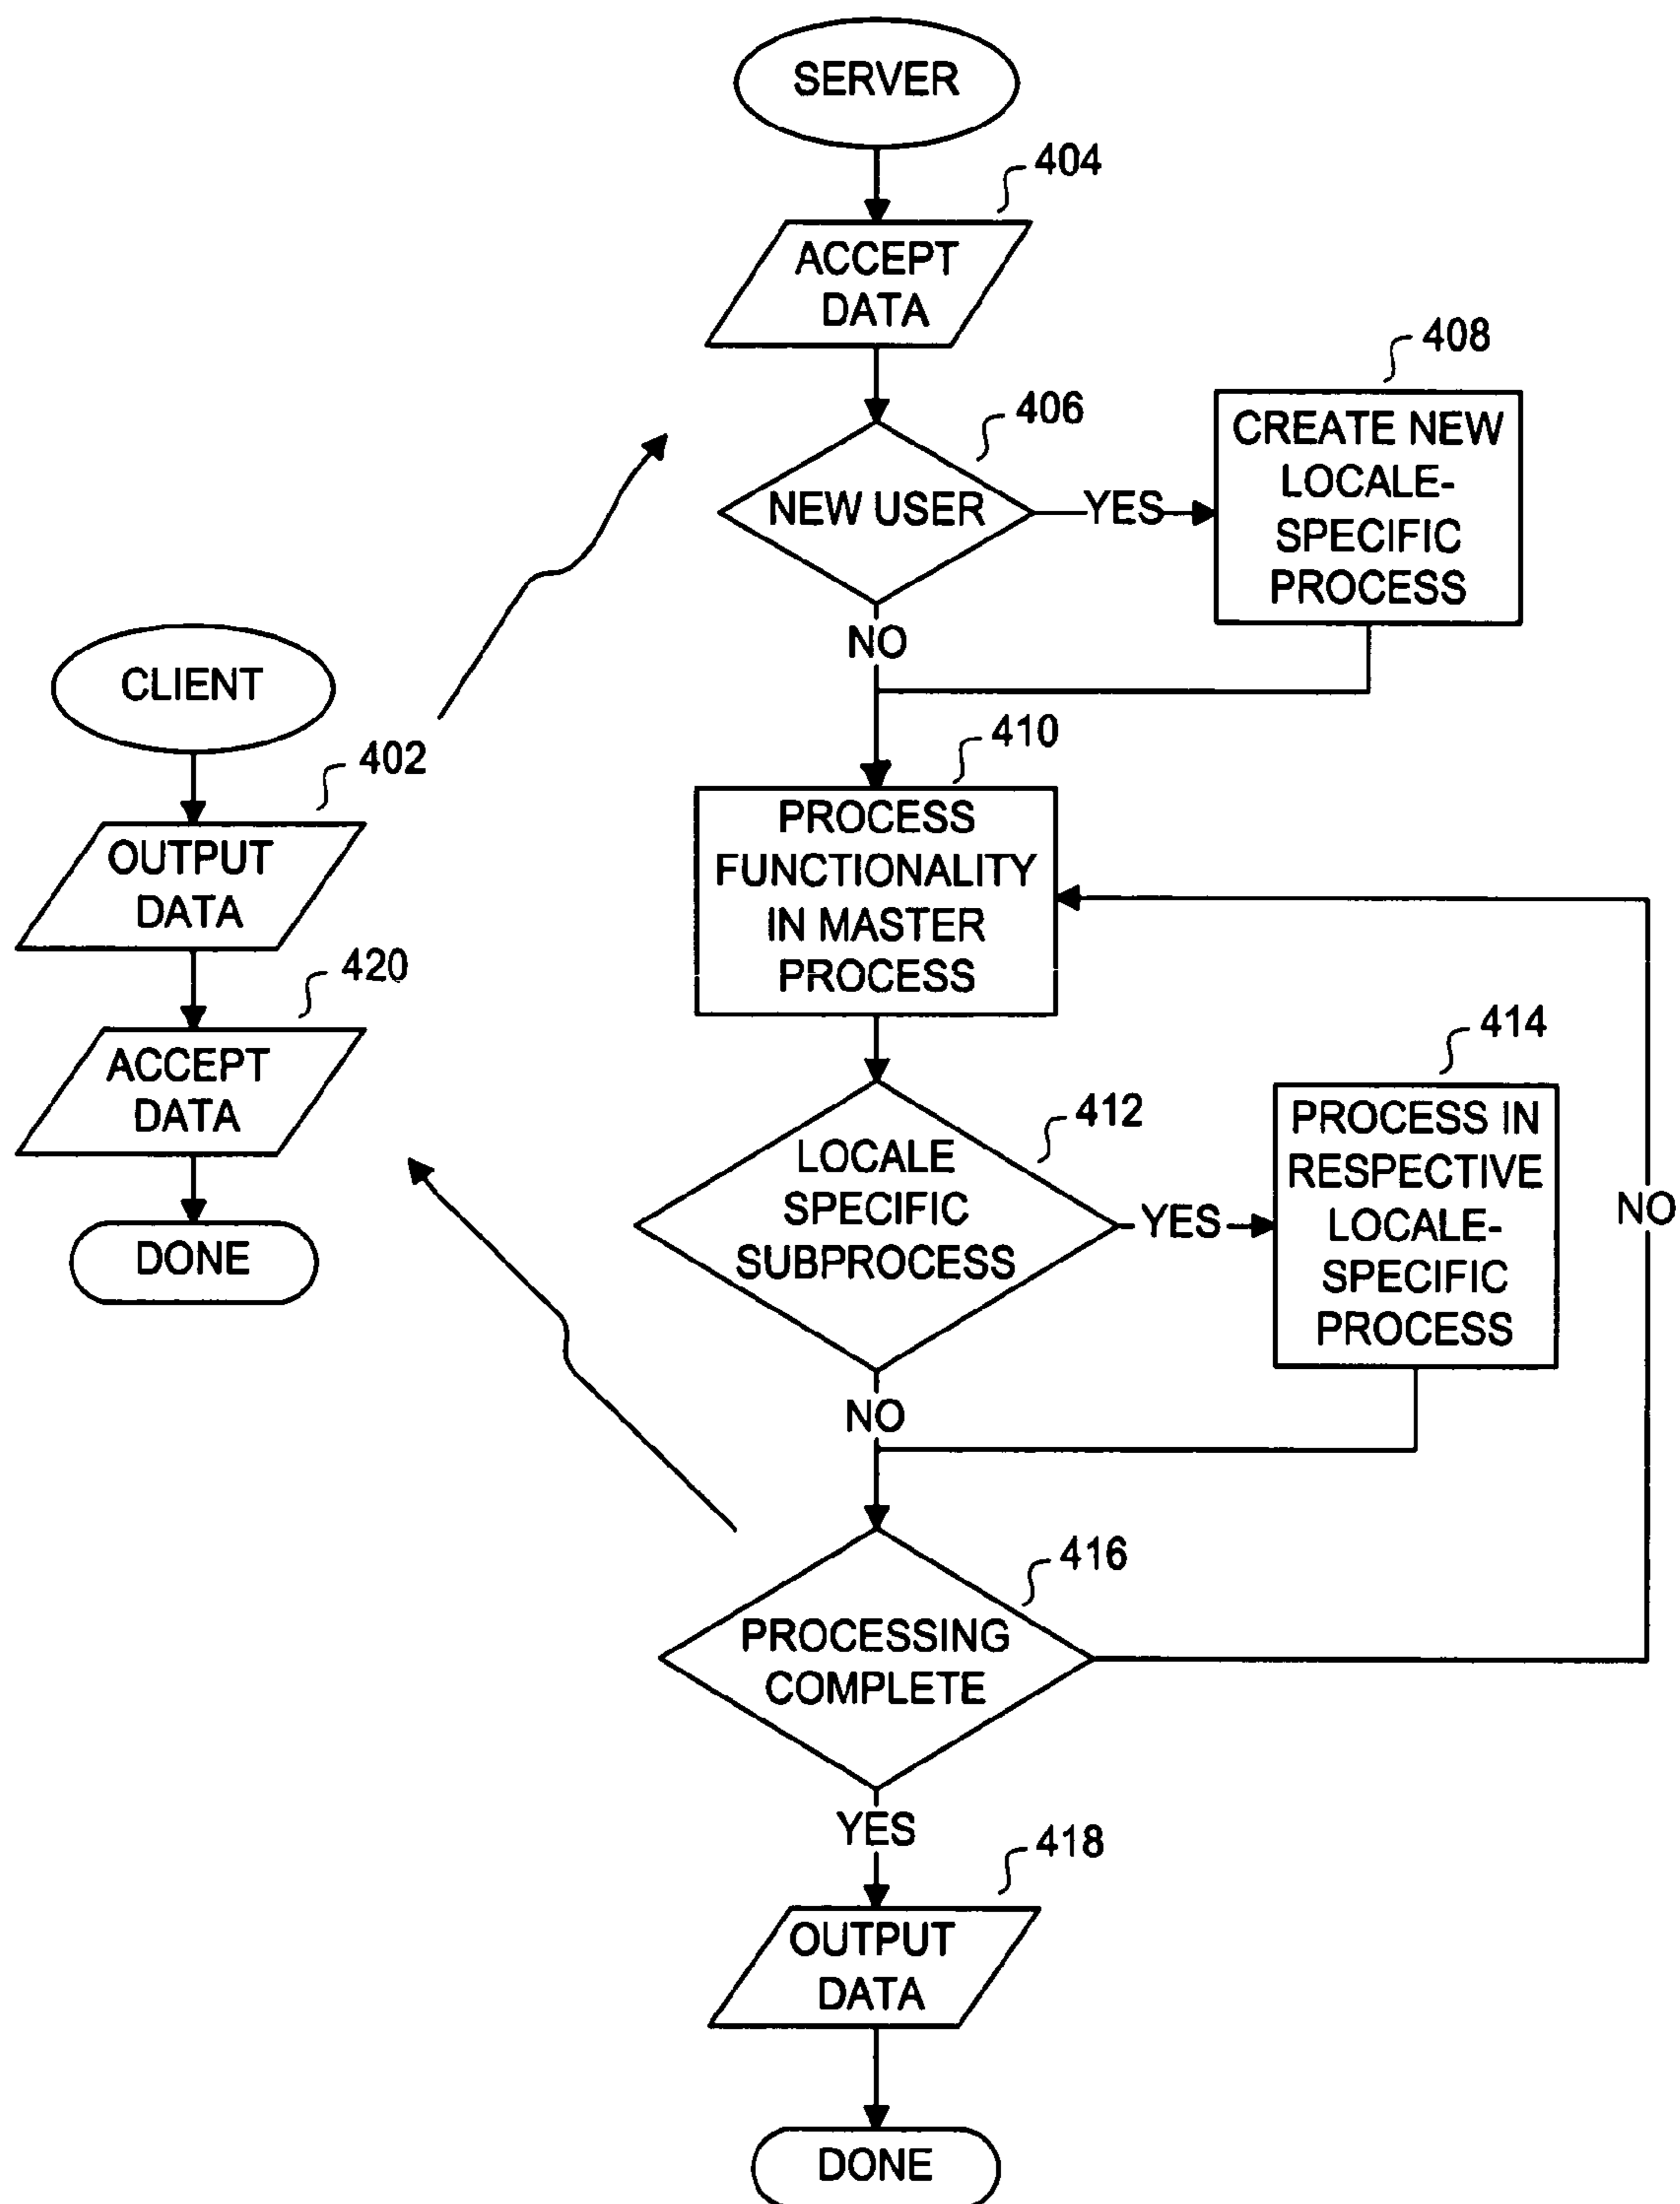 SERVER
404
ACCEPT
DATA
408
406
CREATE NEW
LOCALE-
SPECIFIC
PROCESS
NEW USER
YES
NO
CLIENT
402
OUTPUT
DATA
420
ACCEPT
DATA
DONE
410
PROCESS
FUNCTIONALITY
IN MASTER
PROCESS
414
412
LOCALE
SPECIFIC
SUBPROCESS
YES
PROCESS IN
RESPECTIVE
LOCALE-
SPECIFIC
PROCESS
NO
NO
416
PROCESSING
COMPLETE
YES
418
OUTPUT
DATA
DONE